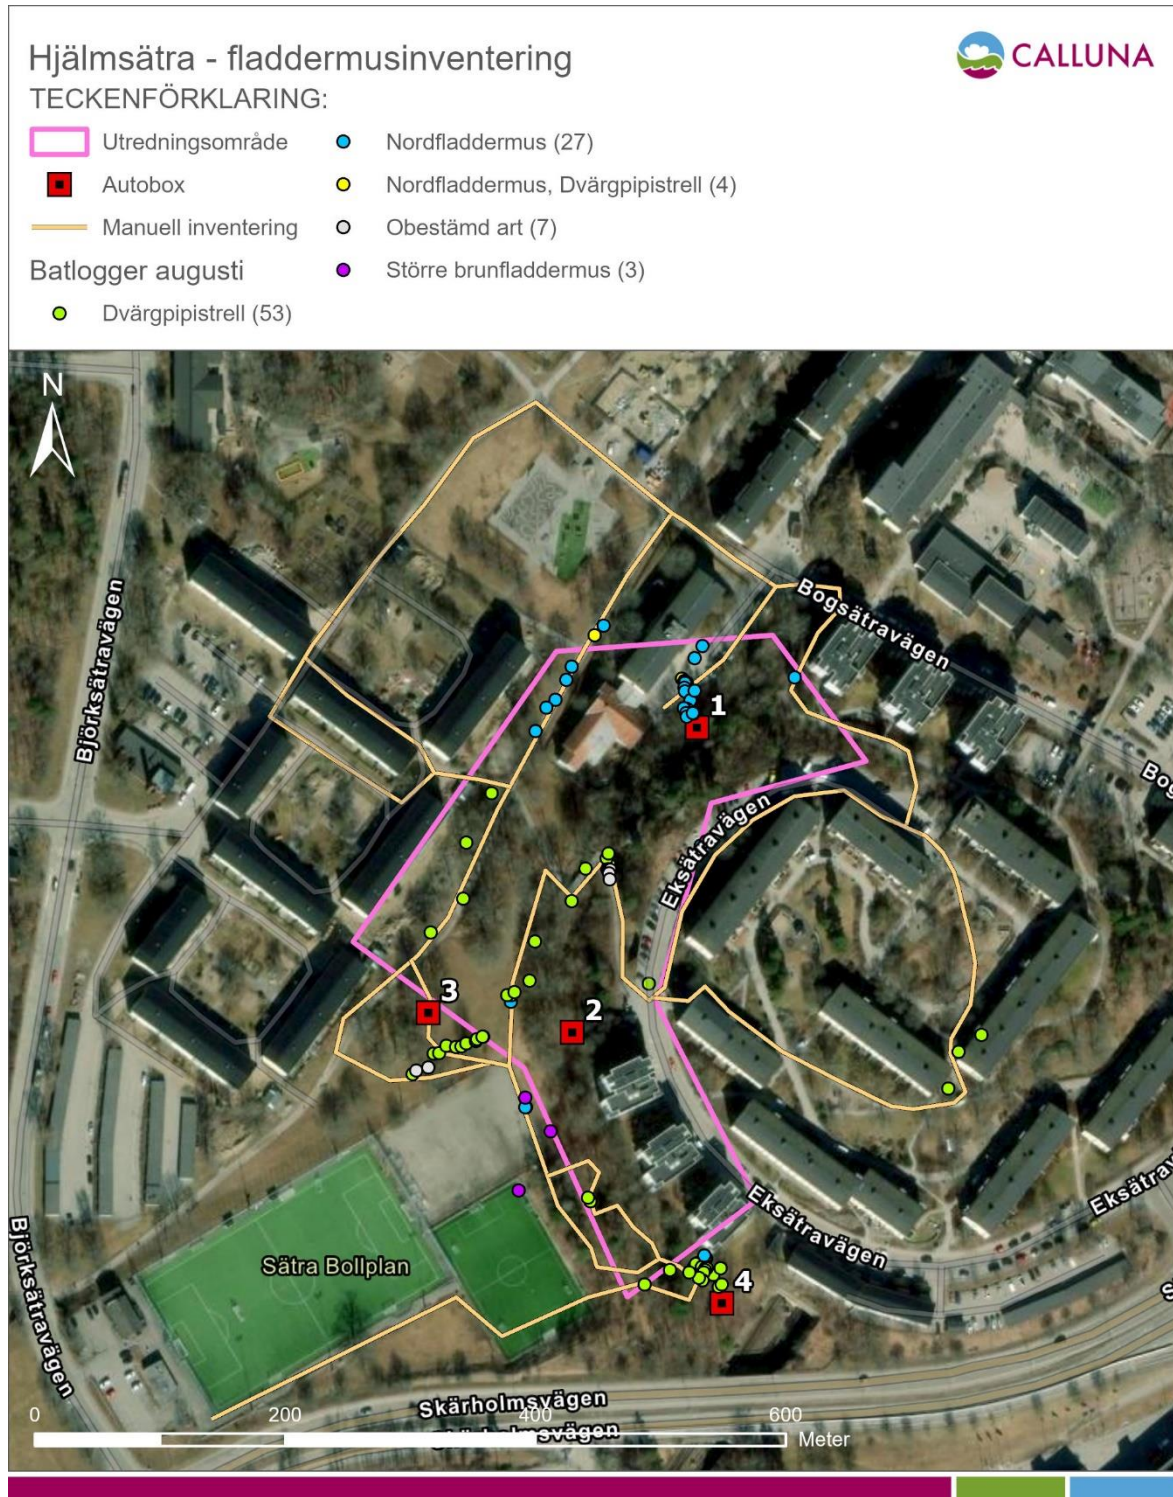 Hjälmsätra - fladdermusinventering
CALLUNA
TECKENFÖRKLARING:
Utredningsområde
Nordfladdermus (27)
Autobox
Nordfladdermus, Dvärgpipistrell (4)
Manuell inventering
Obestämd art (7)
Batlogger augusti
Större brunfladdermus (3)
Dvärgpipistrell (53)
N
Björksätravägen
Bogsätravägen
1
Bog
Eksätravägen
3
2
Eksätravägen
Eksätrav
4
Sätra Bollplan
Björksätravägen
S
Skärholmsvägen
0 200 400 600
Meter